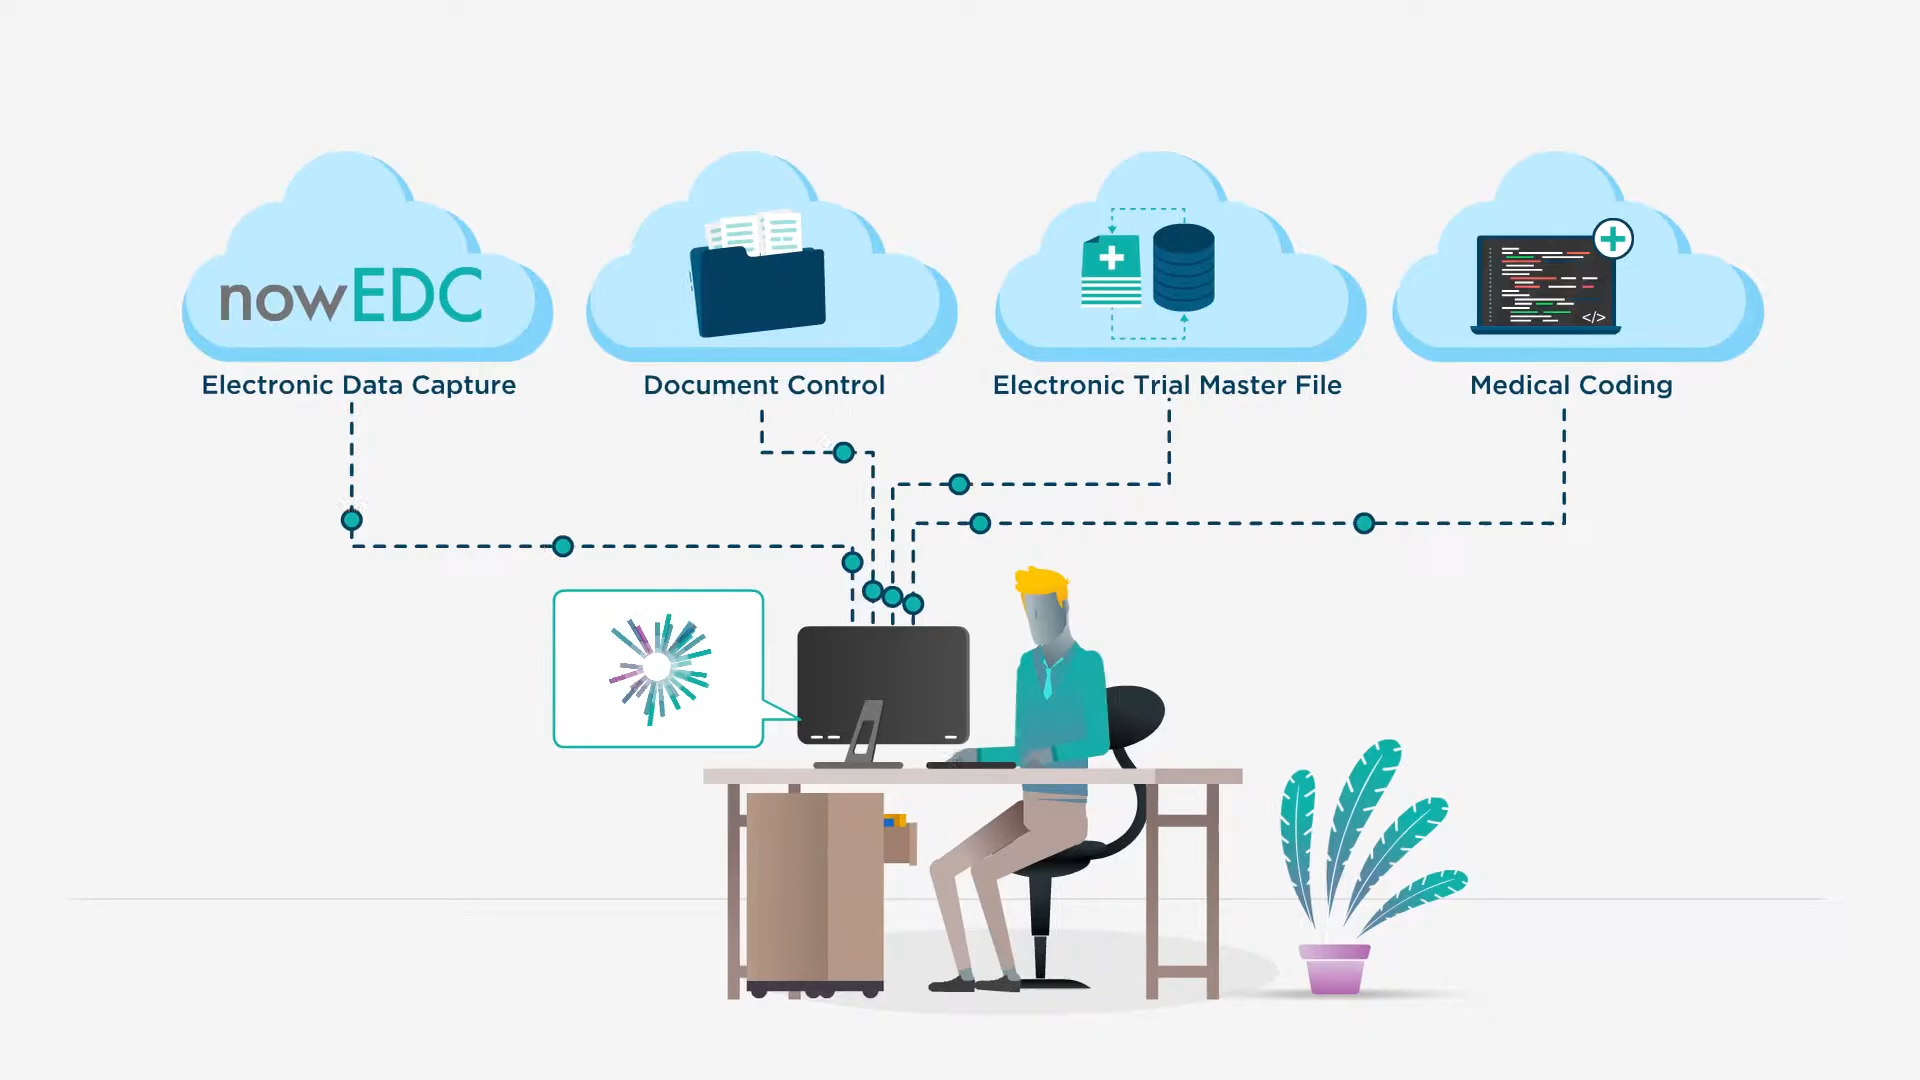 nowEDC
Electronic Data Capture
Document Control
Electronic Trial Master File
Medical Coding
</>